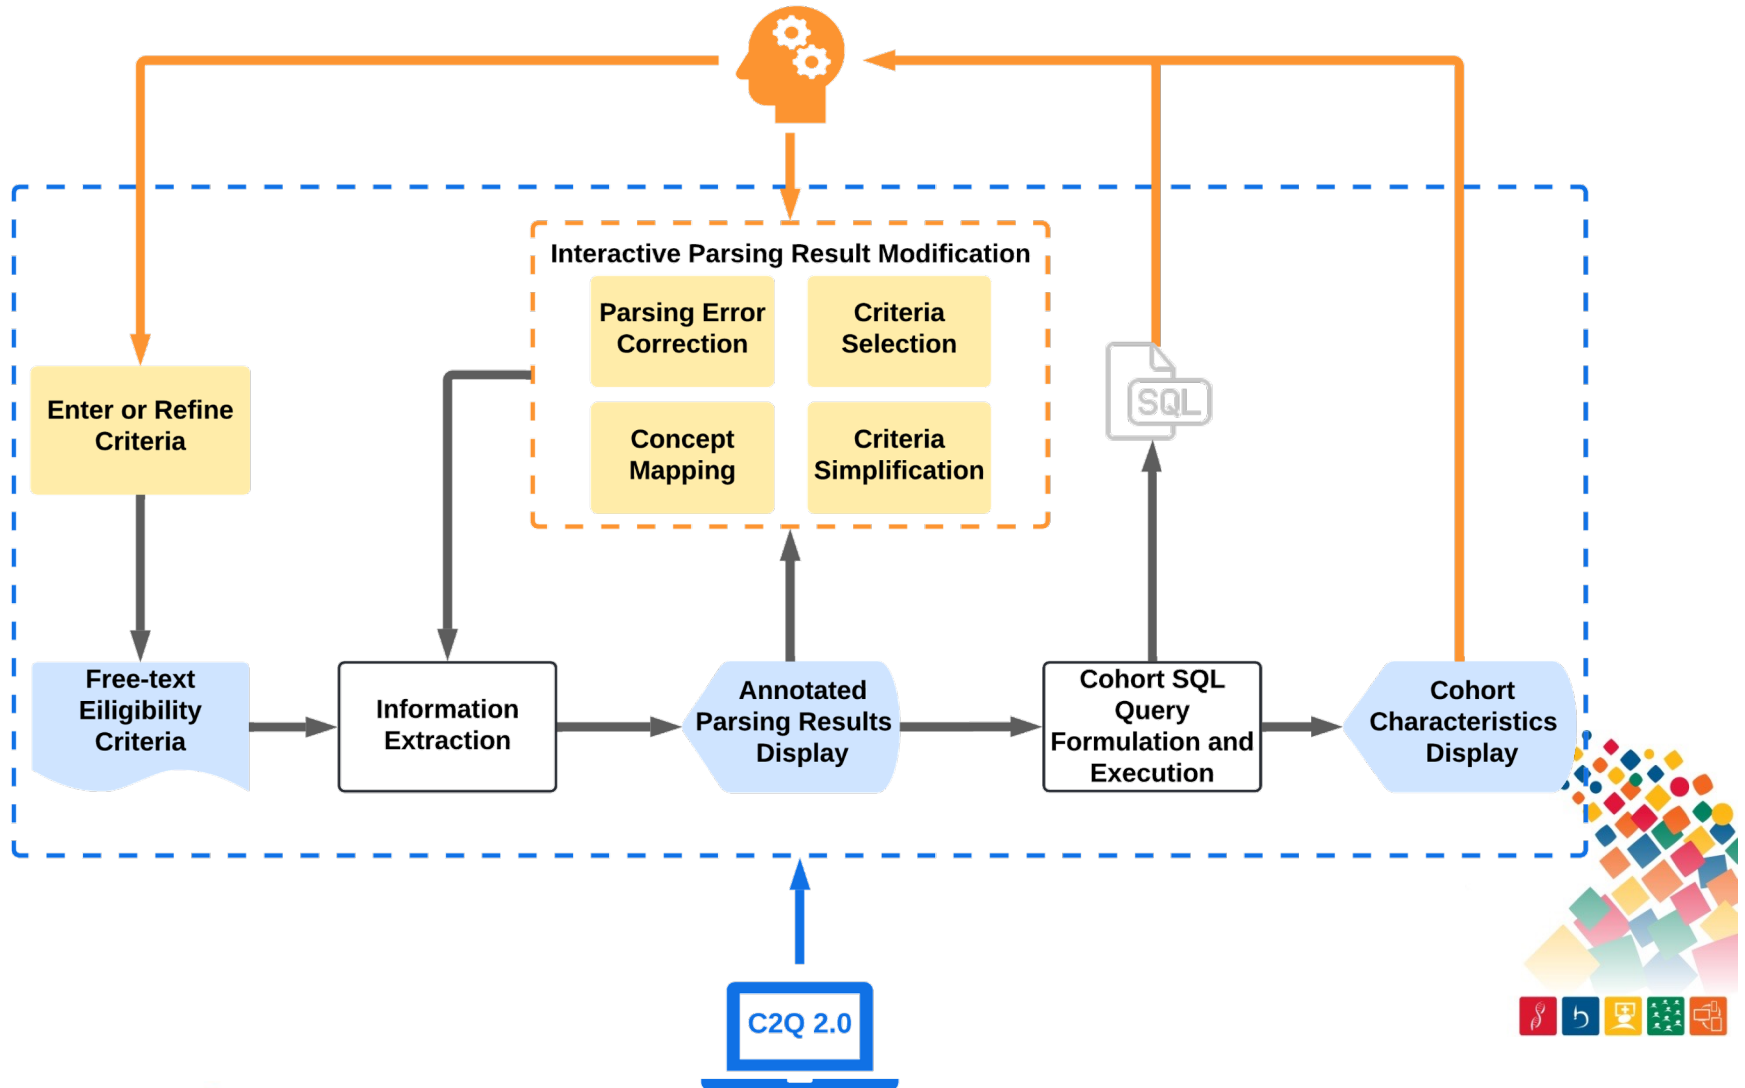 Interactive Parsing Result Modification
Parsing Error
Correction
Criteria
Selection
Concept
Mapping
Criteria
Simplification
Enter or Refine
Criteria
SQL
Free-text
Eiligibility
Criteria
Information
Extraction
Annotated
Parsing Results
Display
Cohort SQL
Query
Formulation and
Execution
Cohort
Characteristics
Display
C2Q 2.0